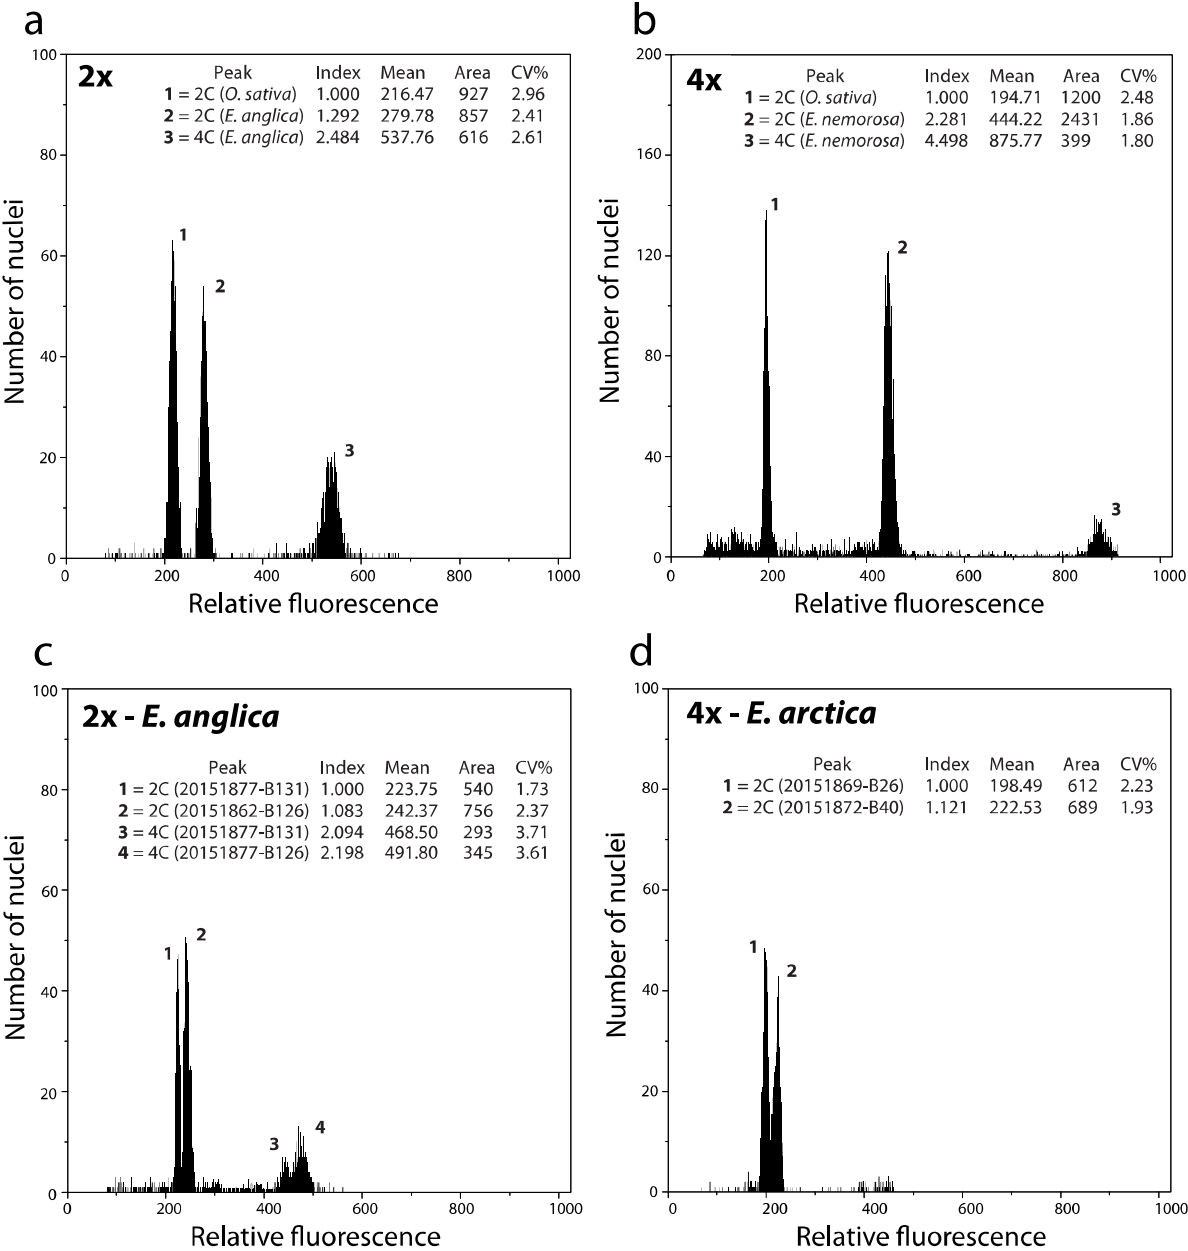 a
2x
Peak Index Mean Area CV%
1 = 2C (O. sativa) 1.000 216.47 927 2.96
2 = 2C (E. anglica) 1.292 279.78 857 2.41
3 = 4C (E. anglica) 2.484 537.76 616 2.61
100
80
60
40
20
0
Number of nuclei
1
2
3
0 200 400 600 800 1000
Relative fluorescence
b
4x
Peak Index Mean Area CV%
1 = 2C (O. sativa) 1.000 194.71 1200 2.48
2 = 2C (E. nemorosa) 2.281 444.22 2431 1.86
3 = 4C (E. nemorosa) 4.498 875.77 399 1.80
200
160
120
80
40
0
Number of nuclei
1
2
3
0 200 400 600 800 1000
Relative fluorescence
c
2x - E. anglica
Peak Index Mean Area CV%
1 = 2C (20151877-B131) 1.000 223.75 540 1.73
2 = 2C (20151862-B126) 1.083 242.37 756 2.37
3 = 4C (20151877-B131) 2.094 468.50 293 3.71
4 = 4C (20151877-B126) 2.198 491.80 345 3.61
100
80
60
40
20
0
Number of nuclei
1
2
3
4
0 200 400 600 800 1000
Relative fluorescence
d
4x - E. arctica
Peak Index Mean Area CV%
1 = 2C (20151869-B26) 1.000 198.49 612 2.23
2 = 2C (20151872-B40) 1.121 222.53 689 1.93
100
80
60
40
20
0
Number of nuclei
1
2
0 200 400 600 800 1000
Relative fluorescence